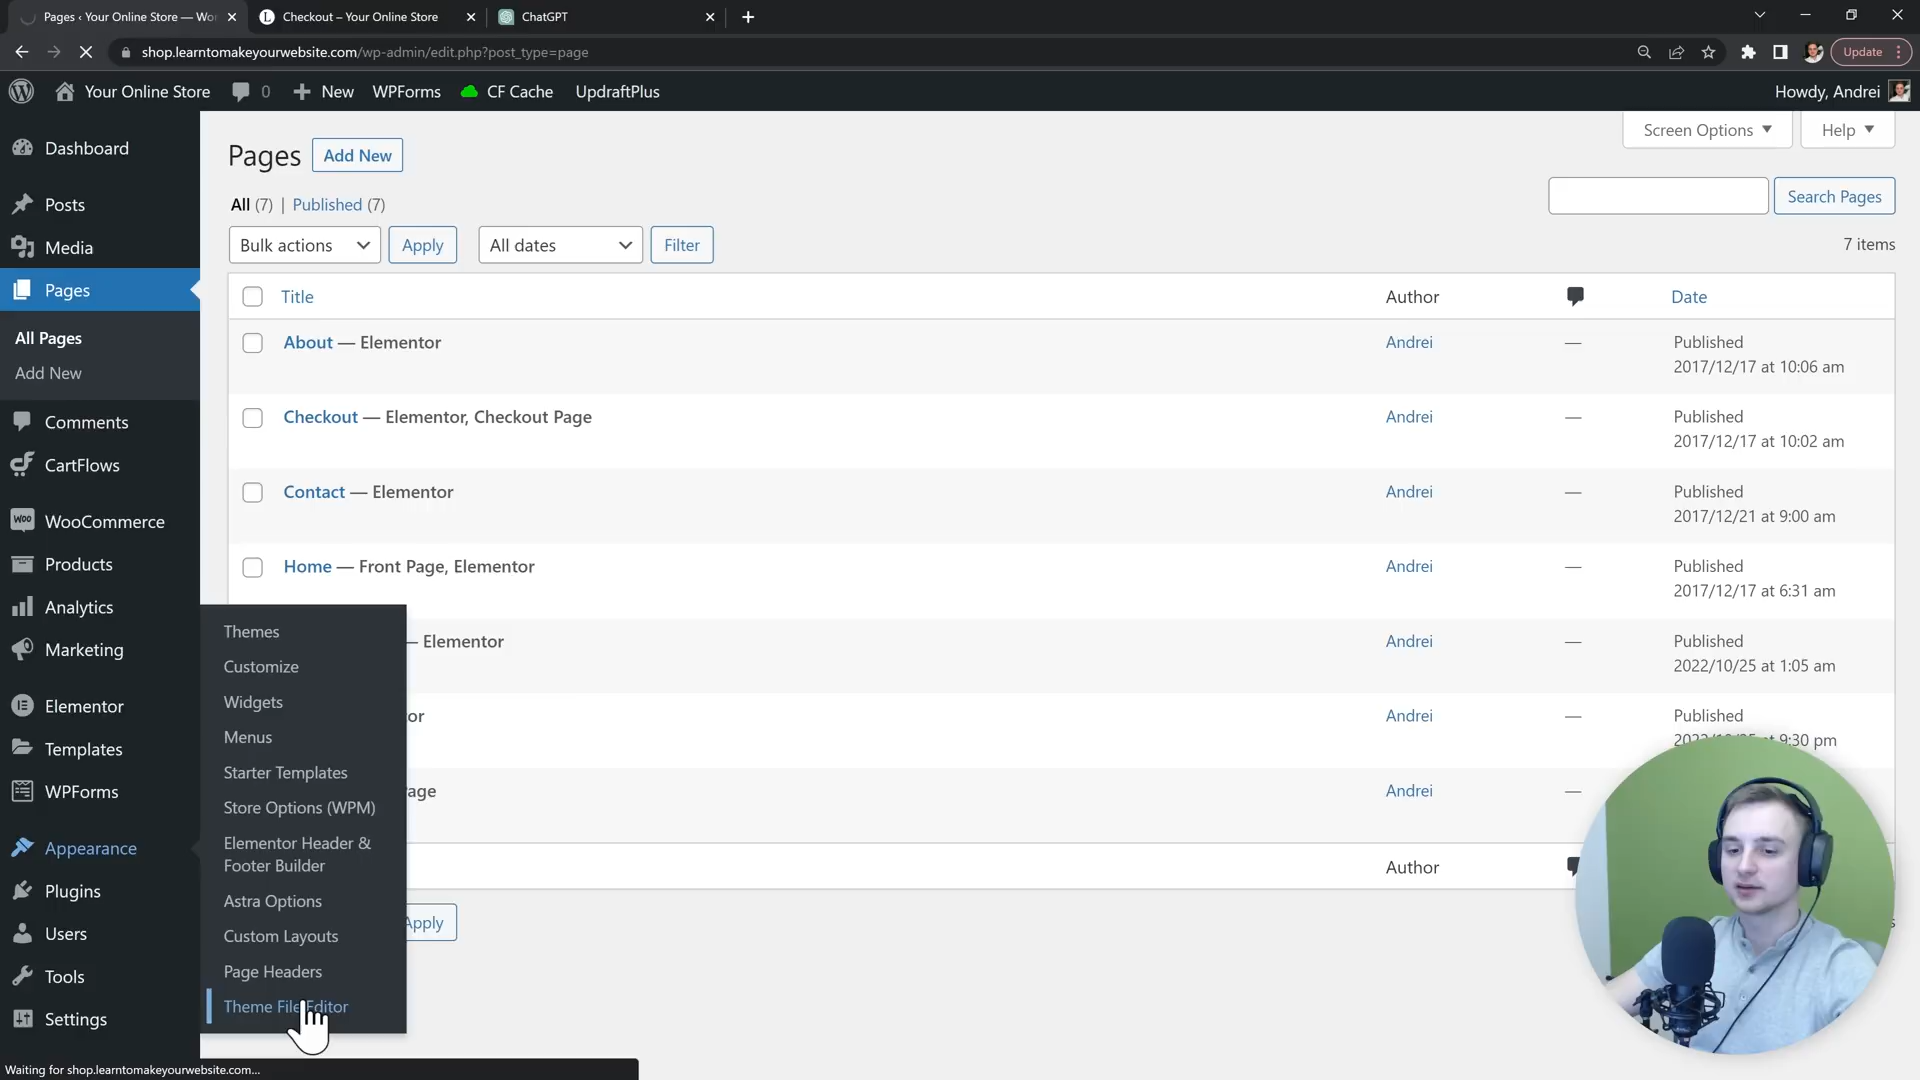 Pages ‹ Your Online Store — Wo
Checkout – Your Online Store
ChatGPT
shop.learntomakeyourwebsite.com/wp-admin/edit.php?post_type=page
Update
Your Online Store
0
New
WPForms
CF Cache
UpdraftPlus
Howdy, Andrei
Dashboard
Posts
Media
Pages
All Pages
Add New
Comments
CartFlows
WooCommerce
Products
Analytics
Marketing
Elementor
Templates
WPForms
Appearance
Plugins
Users
Tools
Settings
Themes
Customize
Widgets
Menus
Starter Templates
Store Options (WPM)
Elementor Header &
Footer Builder
Astra Options
Custom Layouts
Page Headers
Theme File Editor
Screen Options
Help
Pages
Add New
All (7) | Published (7)
Search Pages
Bulk actions
Apply
All dates
Filter
7 items
Title
Author
Date
About — Elementor
Andrei
—
Published
2017/12/17 at 10:06 am
Checkout — Elementor, Checkout Page
Andrei
—
Published
2017/12/17 at 10:02 am
Contact — Elementor
Andrei
—
Published
2017/12/21 at 9:00 am
Home — Front Page, Elementor
Andrei
—
Published
2017/12/17 at 6:31 am
— Elementor
Andrei
—
Published
2022/10/25 at 1:05 am
or
Andrei
—
Published
at 9:30 pm
age
Andrei
—
Author
Apply
Waiting for shop.learntomakeyourwebsite.com...